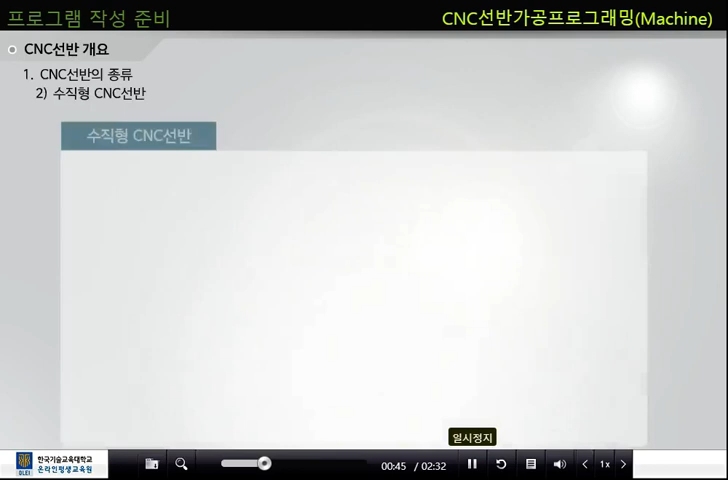 프로그램 작성 준비
CNC선반가공프로그래밍(Machine)
CNC선반 개요
1. CNC선반의 종류
2) 수직형 CNC선반
수직형 CNC선반
일시정지
한국기술교육대학교
온라인평생교육원
OLEI
00:45 / 02:32
1x